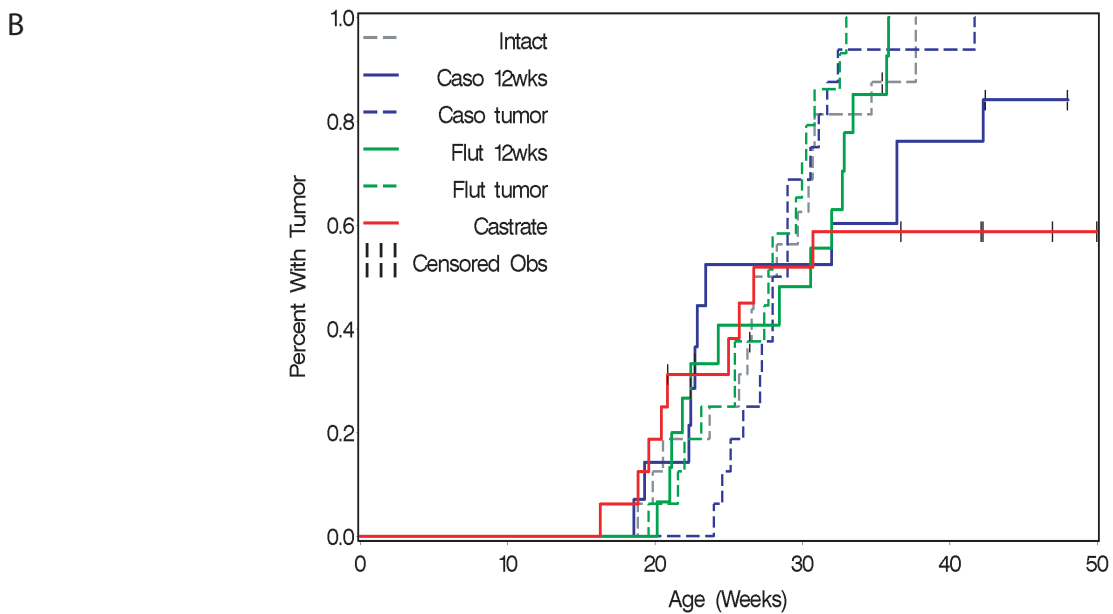 B
Percent With Tumor
1.0
0.8
0.6
0.4
0.2
0.0
Intact
Caso 12wks
Caso tumor
Flut 12wks
Flut tumor
Castrate
Censored Obs
0 10 20 30 40 50
Age (Weeks)